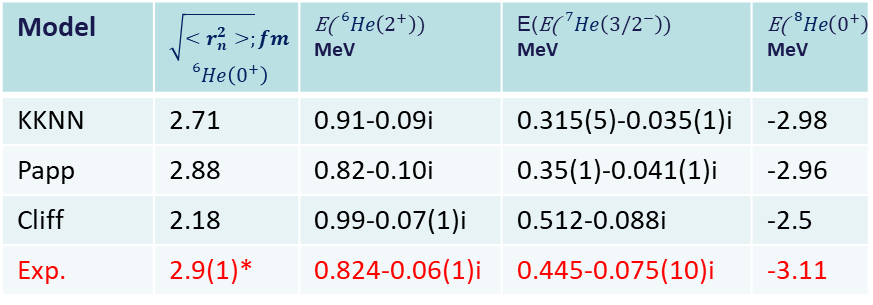 Model √< r²ₙ >; fm E(⁶He(2⁺)) E(E(⁷He(3/2⁻)) E(⁸He(0⁺)
⁶He(0⁺) MeV MeV MeV
KKNN 2.71 0.91-0.09i 0.315(5)-0.035(1)i -2.98
Papp 2.88 0.82-0.10i 0.35(1)-0.041(1)i -2.96
Cliff 2.18 0.99-0.07(1)i 0.512-0.088i -2.5
Exp. 2.9(1)* 0.824-0.06(1)i 0.445-0.075(10)i -3.11